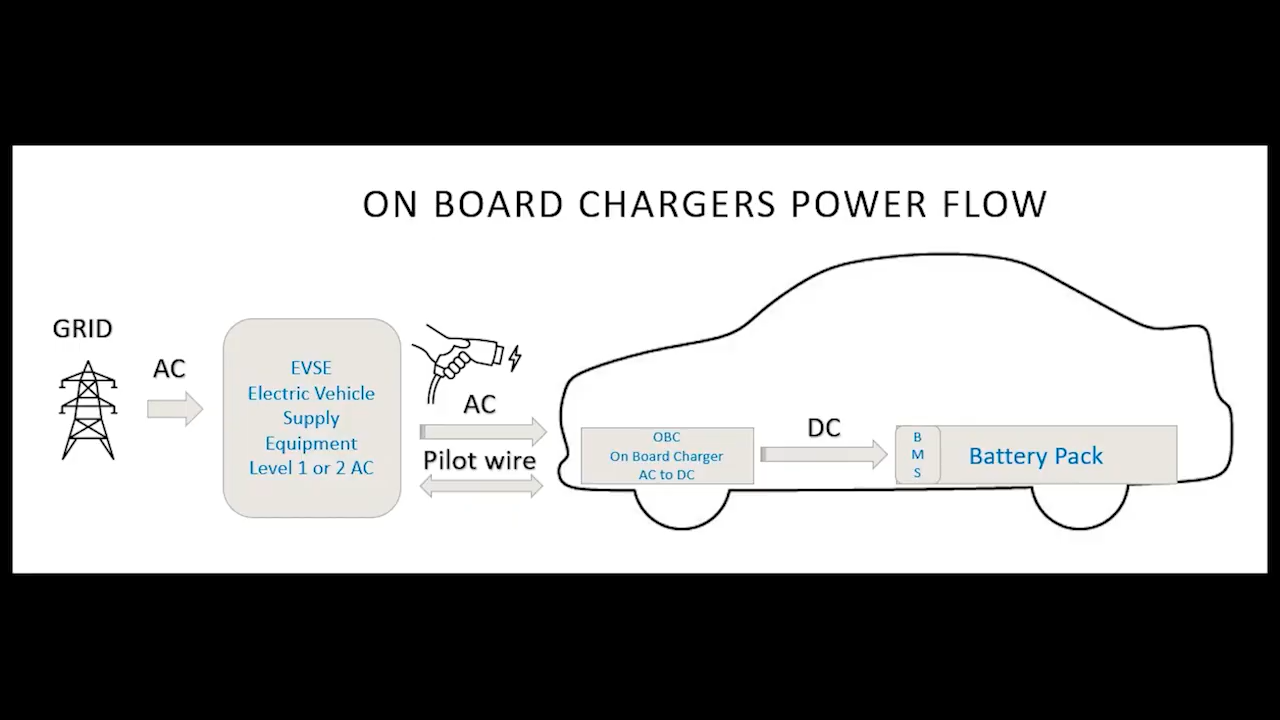 ON BOARD CHARGERS POWER FLOW
GRID
AC
EVSE
Electric Vehicle
Supply
Equipment
Level 1 or 2 AC
AC
Pilot wire
OBC
On Board Charger
AC to DC
DC
B
M
S
Battery Pack